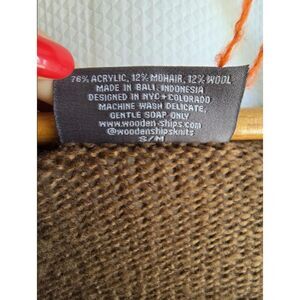 76% ACRYLIC, 12% MOHAIR, 12% WOOL
MADE IN BALI, INDONESIA
DESIGNED IN NYC + COLORADO
MACHINE WASH DELICATE,
GENTLE SOAP ONLY
www.wooden-ships.com
@woodenshipsknits
S/M